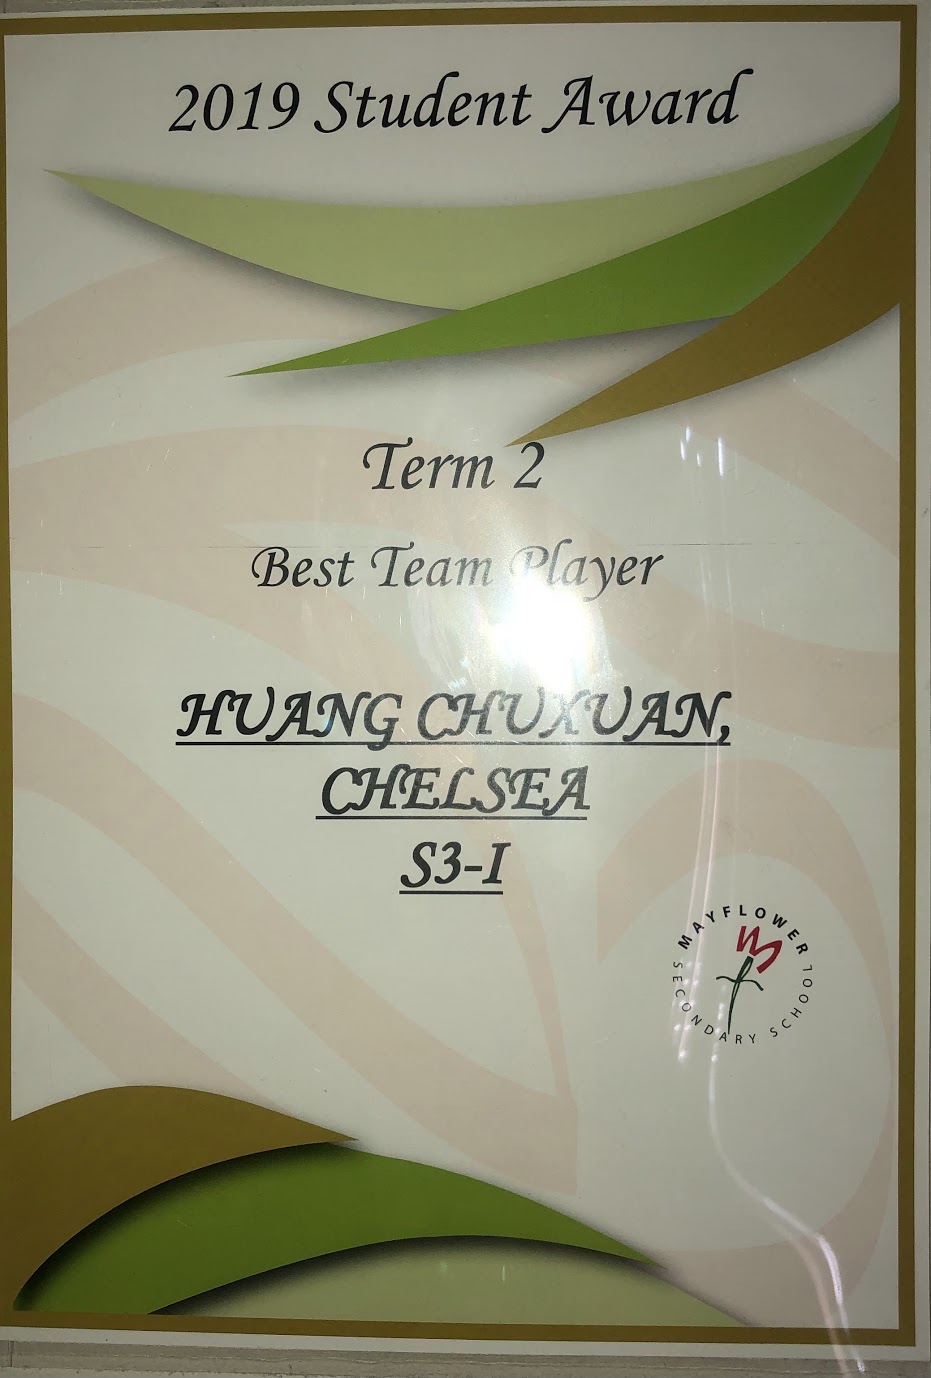 2019 Student Award
Term 2
Best Team Player
HUANG CHUXUAN,
CHELSEA
S3-I
MAYFLOWER
SECONDARY SCHOOL